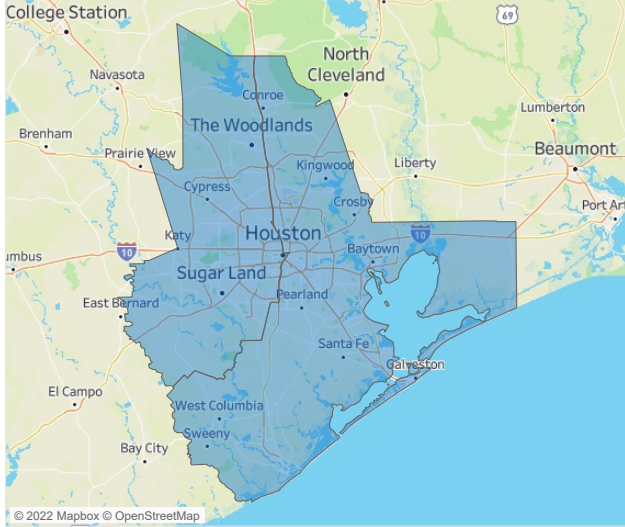 College Station
69
North
Cleveland
Navasota
Conroe
Lumberton
The Woodlands
Brenham
Beaumont
Prairie View
Kingwood
Liberty
Cypress
Crosby
Port Art
Katy
Houston
10
10
Baytown
umbus
Sugar Land
East Bernard
Pearland
Santa Fe
Galveston
El Campo
West Columbia
Sweeny
Bay City
© 2022 Mapbox © OpenStreetMap